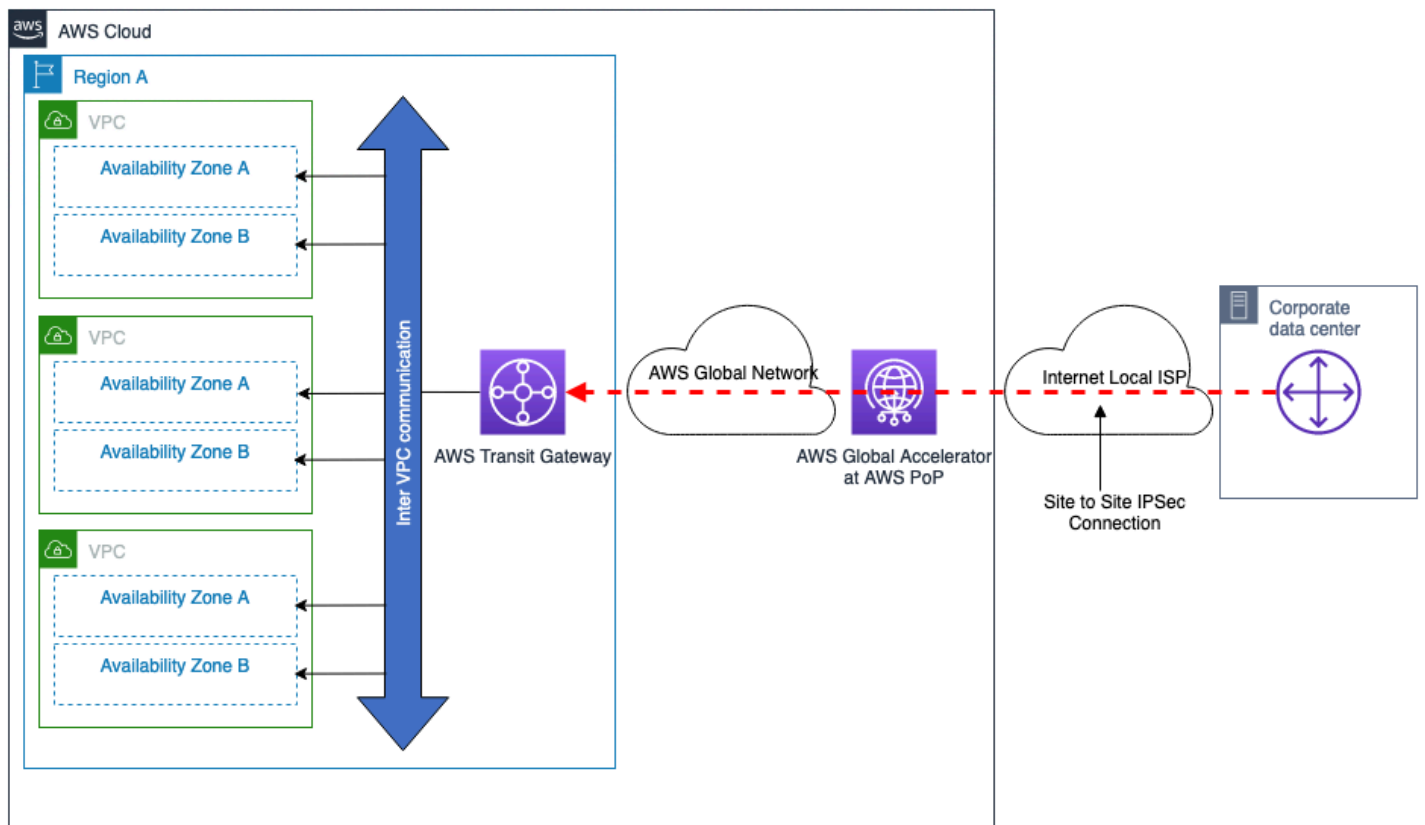 aws
AWS Cloud
Region A
VPC
Availability Zone A
Availability Zone B
VPC
Availability Zone A
Availability Zone B
VPC
Availability Zone A
Availability Zone B
Inter VPC communication
AWS Transit Gateway
AWS Global Network
AWS Global Accelerator
at AWS PoP
Internet Local ISP
Site to Site IPSec
Connection
Corporate
data center